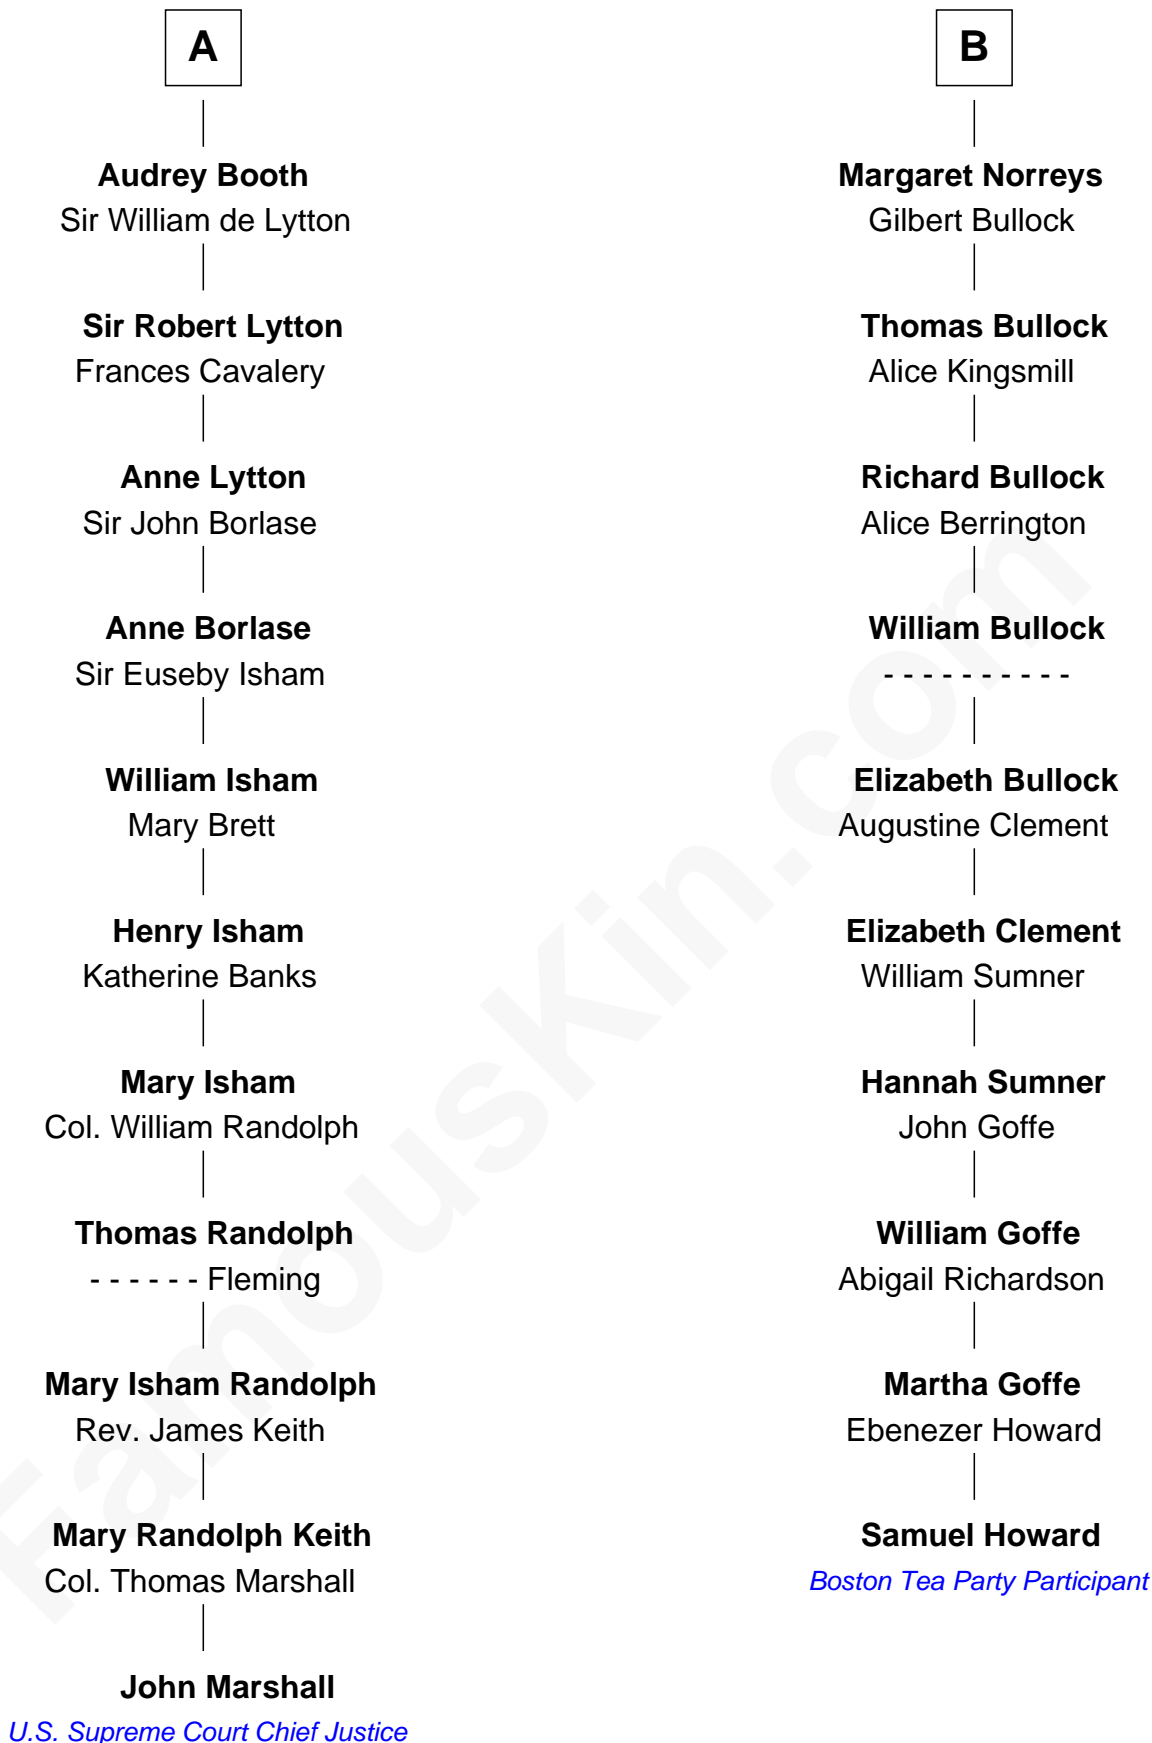 A
Audrey Booth
Sir William de Lytton
Sir Robert Lytton
Frances Cavalery
Anne Lytton
Sir John Borlase
Anne Borlase
Sir Euseby Isham
William Isham
Mary Brett
Henry Isham
Katherine Banks
Mary Isham
Col. William Randolph
Thomas Randolph
- - - - - - Fleming
Mary Isham Randolph
Rev. James Keith
Mary Randolph Keith
Col. Thomas Marshall
John Marshall
U.S. Supreme Court Chief Justice
B
Margaret Norreys
Gilbert Bullock
Thomas Bullock
Alice Kingsmill
Richard Bullock
Alice Berrington
William Bullock
- - - - - - - - - -
Elizabeth Bullock
Augustine Clement
Elizabeth Clement
William Sumner
Hannah Sumner
John Goffe
William Goffe
Abigail Richardson
Martha Goffe
Ebenezer Howard
Samuel Howard
Boston Tea Party Participant
FamousKin.com